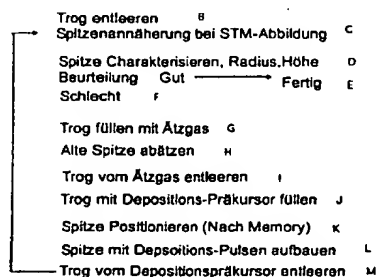 Trog entleeren B
Spitzenannäherung bei STM-Abbildung C
Spitze Charakterisieren, Radius.Höhe D
Beurteilung Gut Fertig E
Schlecht F
Trog füllen mit Ätzgas G
Alte Spitze abätzen H
Trog vom Ätzgas entleeren I
Trog mit Depositions-Präkursor füllen J
Spitze Positionieren (Nach Memory) K
Spitze mit Depsoitions-Pulsen aufbauen L
Trog vom Depositionspräkursor entleeren M